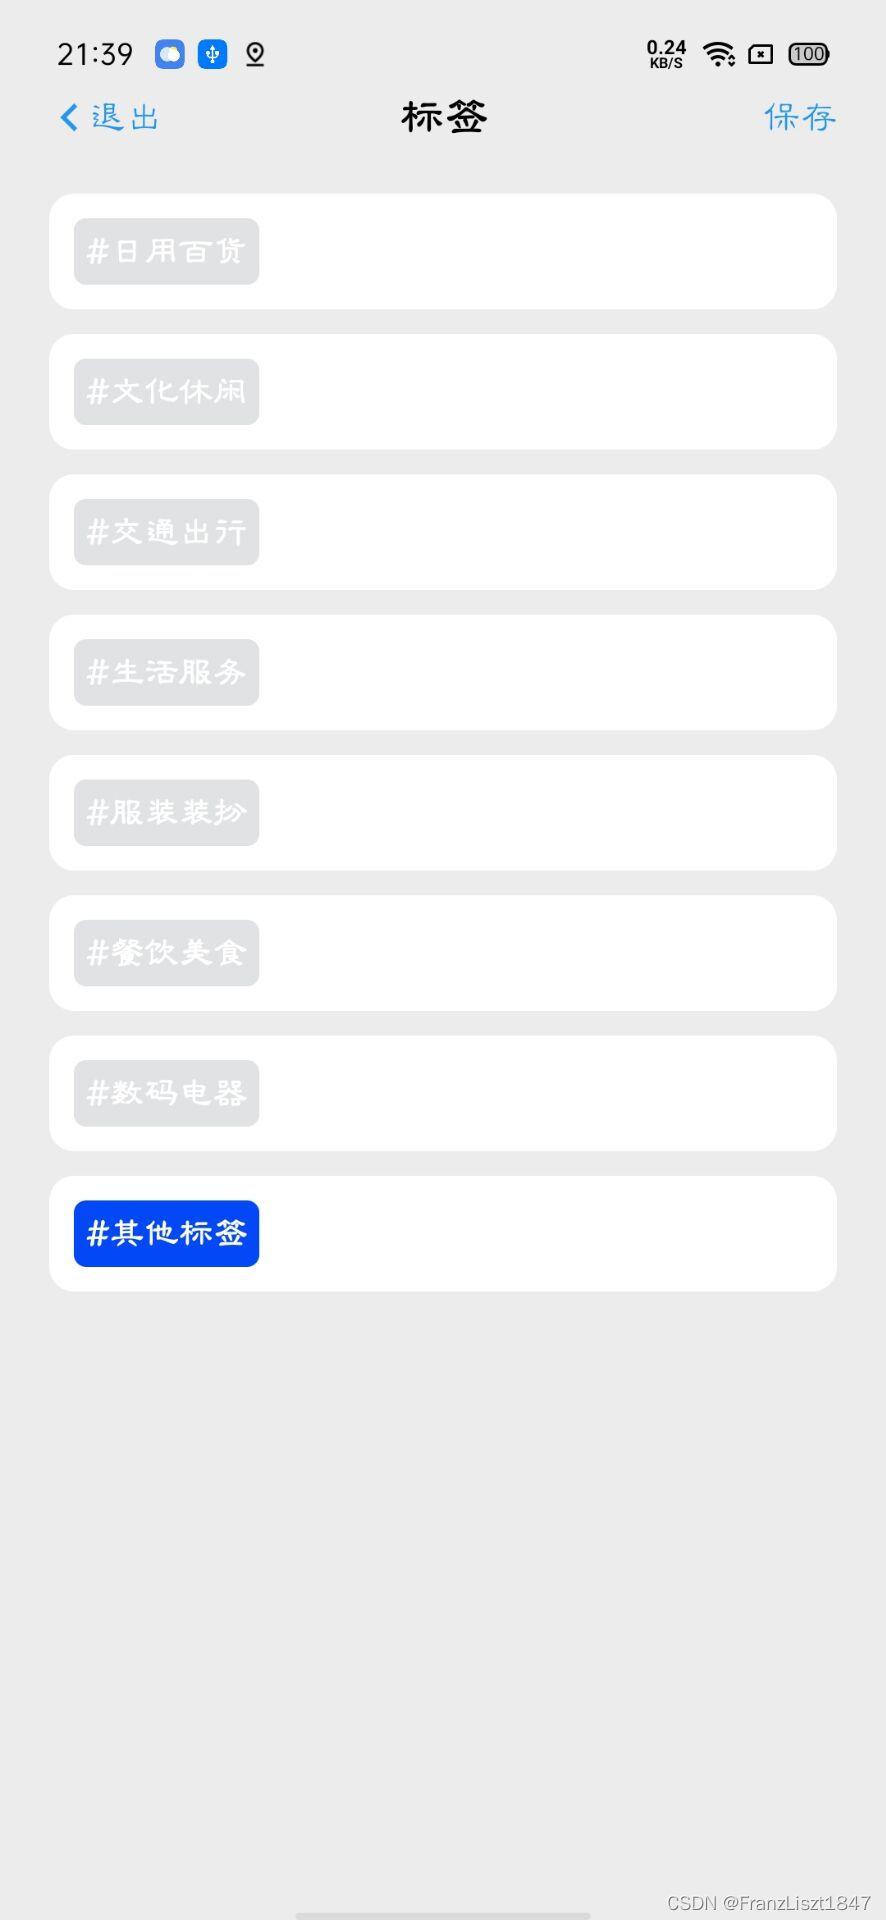 21:39 0.24 KB/S 100
退出 标签 保存
#日用百货
#文化休闲
#交通出行
#生活服务
#服装装扮
#餐饮美食
#数码电器
#其他标签
CSDN @FranzLiszt1847